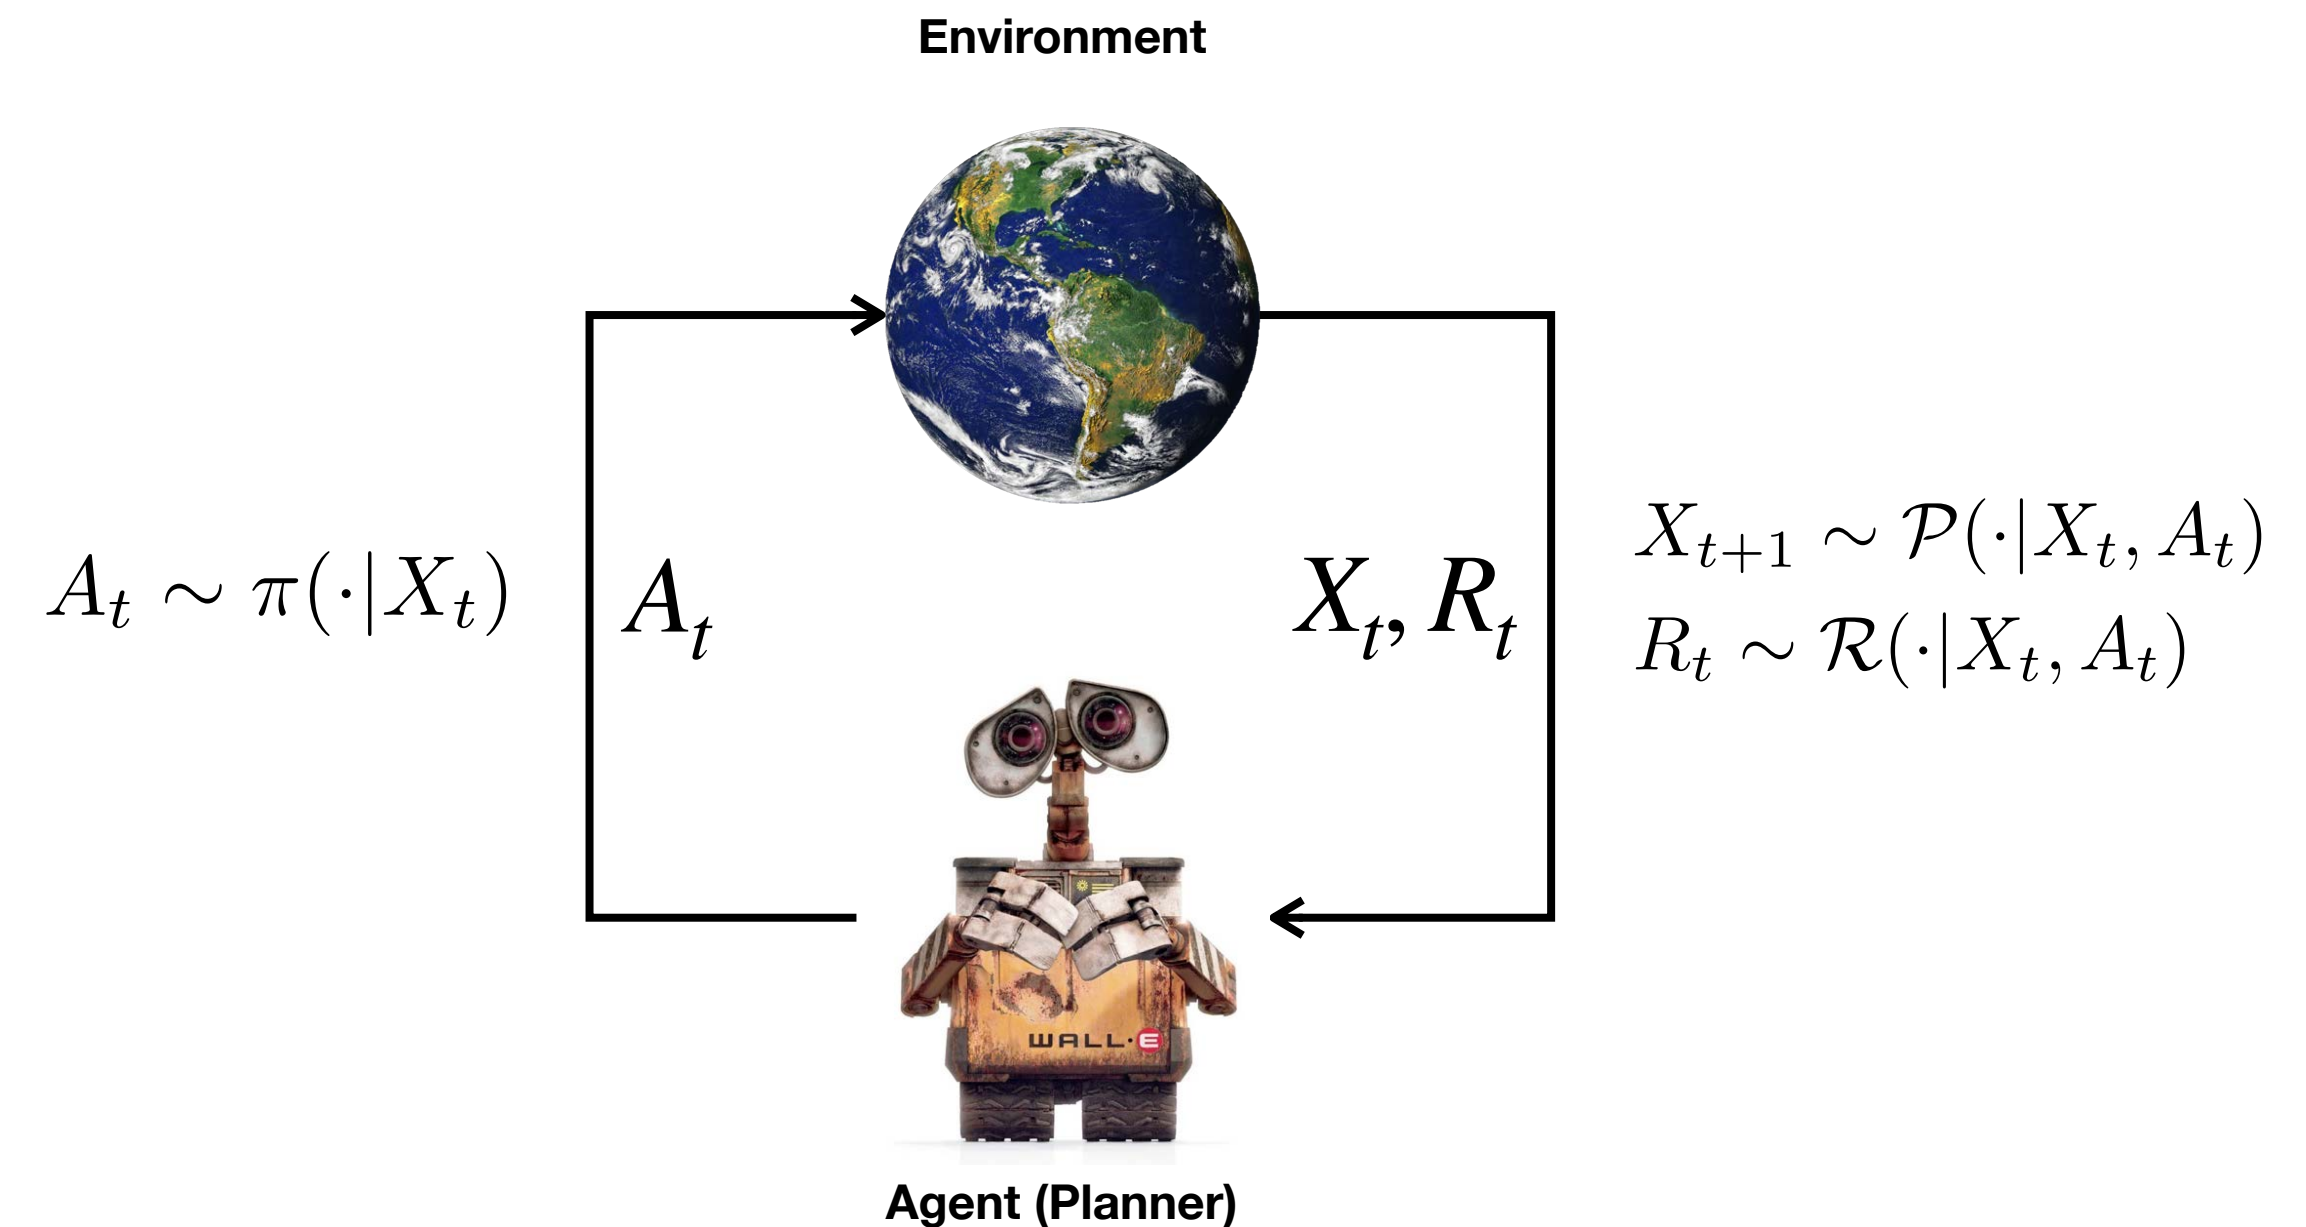 Environment
A_t ∼ π(·|X_t)
A_t
X_t, R_t
X_{t+1} ∼ 𝒫(·|X_t, A_t)
R_t ∼ ℛ(·|X_t, A_t)
WALL·E
Agent (Planner)